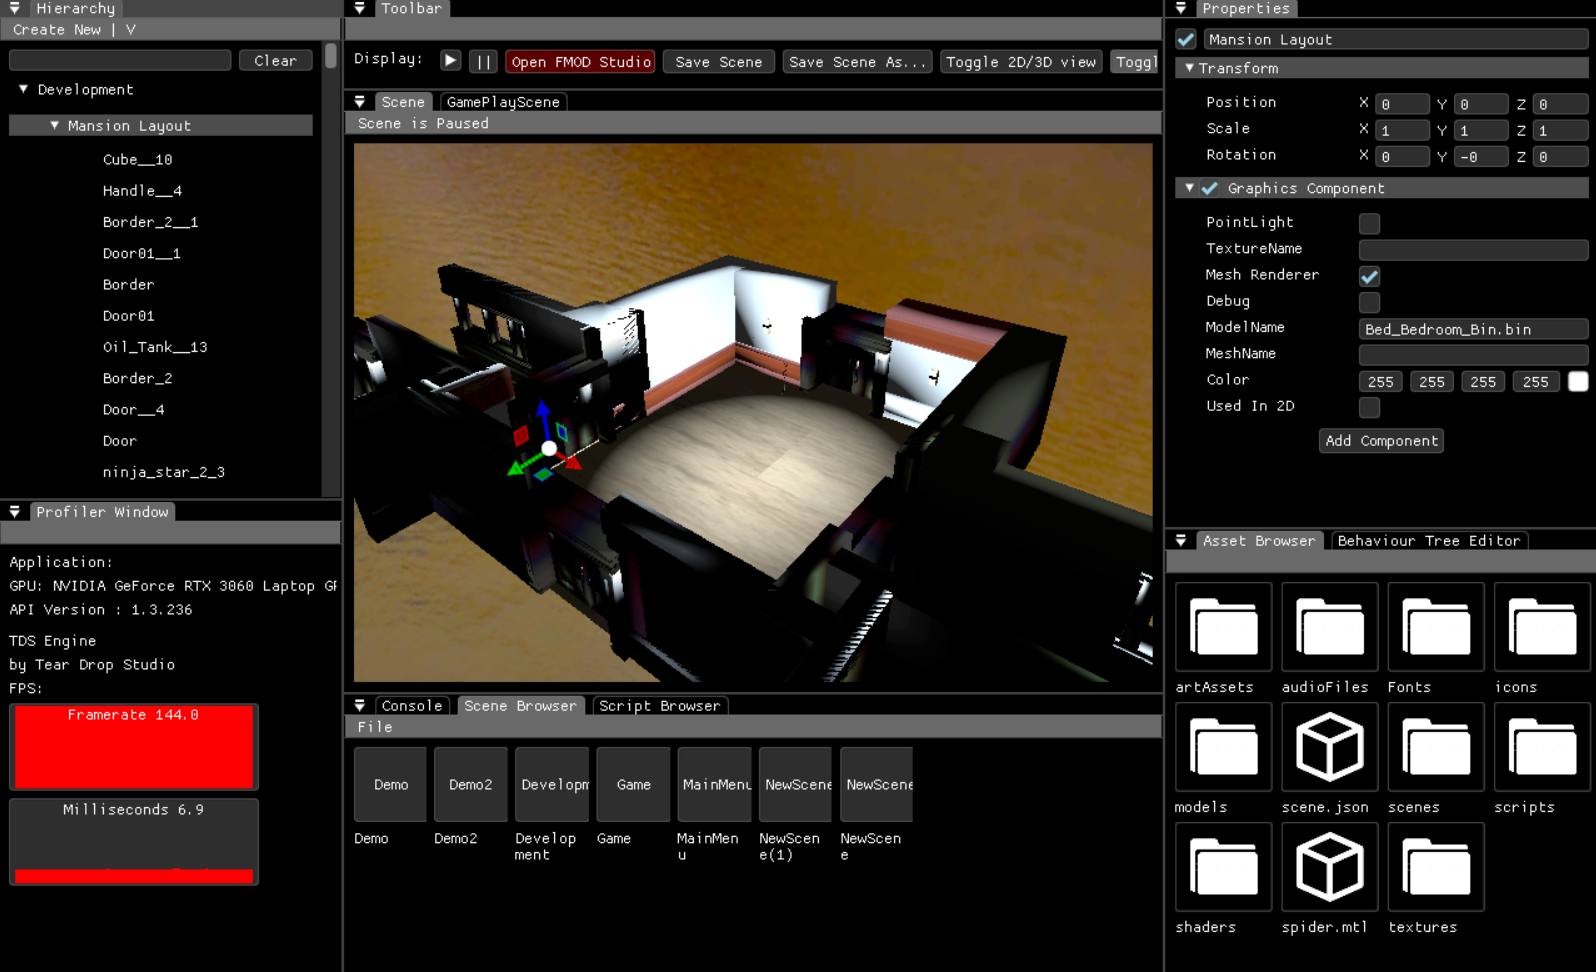 Hierarchy
Create New | V
Clear
Development
Mansion Layout
Cube__10
Handle__4
Border_2__1
Door01__1
Border
Door01
Oil_Tank__13
Border_2
Door__4
Door
ninja_star_2_3
Profiler Window
Application:
GPU: NVIDIA GeForce RTX 3060 Laptop GP
API Version : 1.3.236
TDS Engine
by Tear Drop Studio
FPS:
Framerate 144.0
Milliseconds 6.9
Toolbar
Display: || Open FMOD Studio Save Scene Save Scene As... Toggle 2D/3D view Toggl
Scene GamePlayScene
Scene is Paused
Console Scene Browser Script Browser
File
Demo Demo2 Developm Game MainMenu NewScene NewScene
Demo Demo2 Develop Game MainMen NewScen NewScen
ment u e(1) e
Properties
Mansion Layout
Transform
Position X 0 Y 0 Z 0
Scale X 1 Y 1 Z 1
Rotation X 0 Y -0 Z 0
Graphics Component
PointLight
TextureName
Mesh Renderer
Debug
ModelName Bed_Bedroom_Bin.bin
MeshName
Color 255 255 255 255
Used In 2D
Add Component
Asset Browser Behaviour Tree Editor
artAssets audioFiles Fonts icons
models scene.json scenes scripts
shaders spider.mtl textures